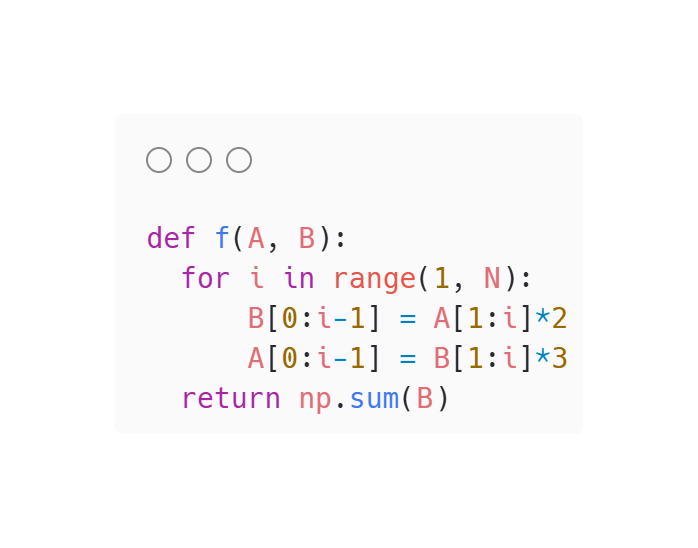 def f(A, B):
  for i in range(1, N):
      B[0:i-1] = A[1:i]*2
      A[0:i-1] = B[1:i]*3
  return np.sum(B)